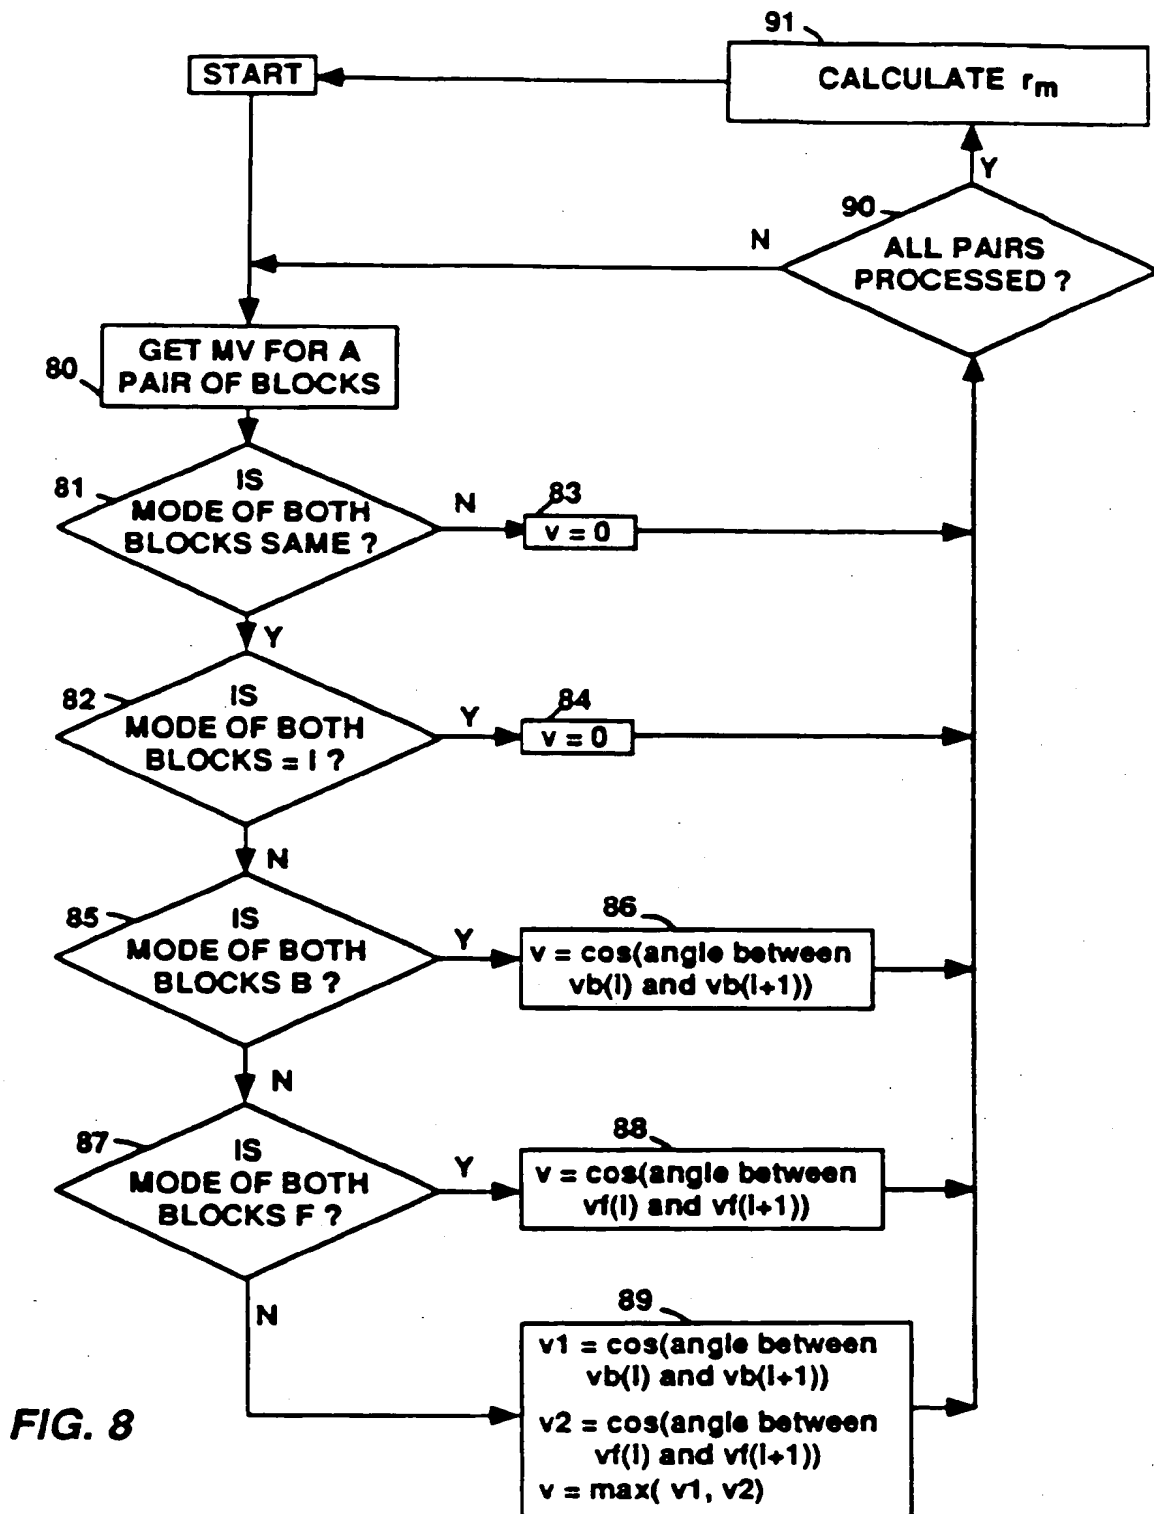 91
START
CALCULATE rm
Y
90
N
ALL PAIRS
PROCESSED ?
80
GET MV FOR A
PAIR OF BLOCKS
81
IS
MODE OF BOTH
BLOCKS SAME ?
N
83
v = 0
Y
82
IS
MODE OF BOTH
BLOCKS = I ?
Y
84
v = 0
N
85
IS
MODE OF BOTH
BLOCKS B ?
Y
86
v = cos(angle between
vb(i) and vb(i+1))
N
87
IS
MODE OF BOTH
BLOCKS F ?
Y
88
v = cos(angle between
vf(i) and vf(i+1))
N
89
v1 = cos(angle between
vb(i) and vb(i+1))
v2 = cos(angle between
vf(i) and vf(i+1))
v = max( v1, v2)
FIG. 8